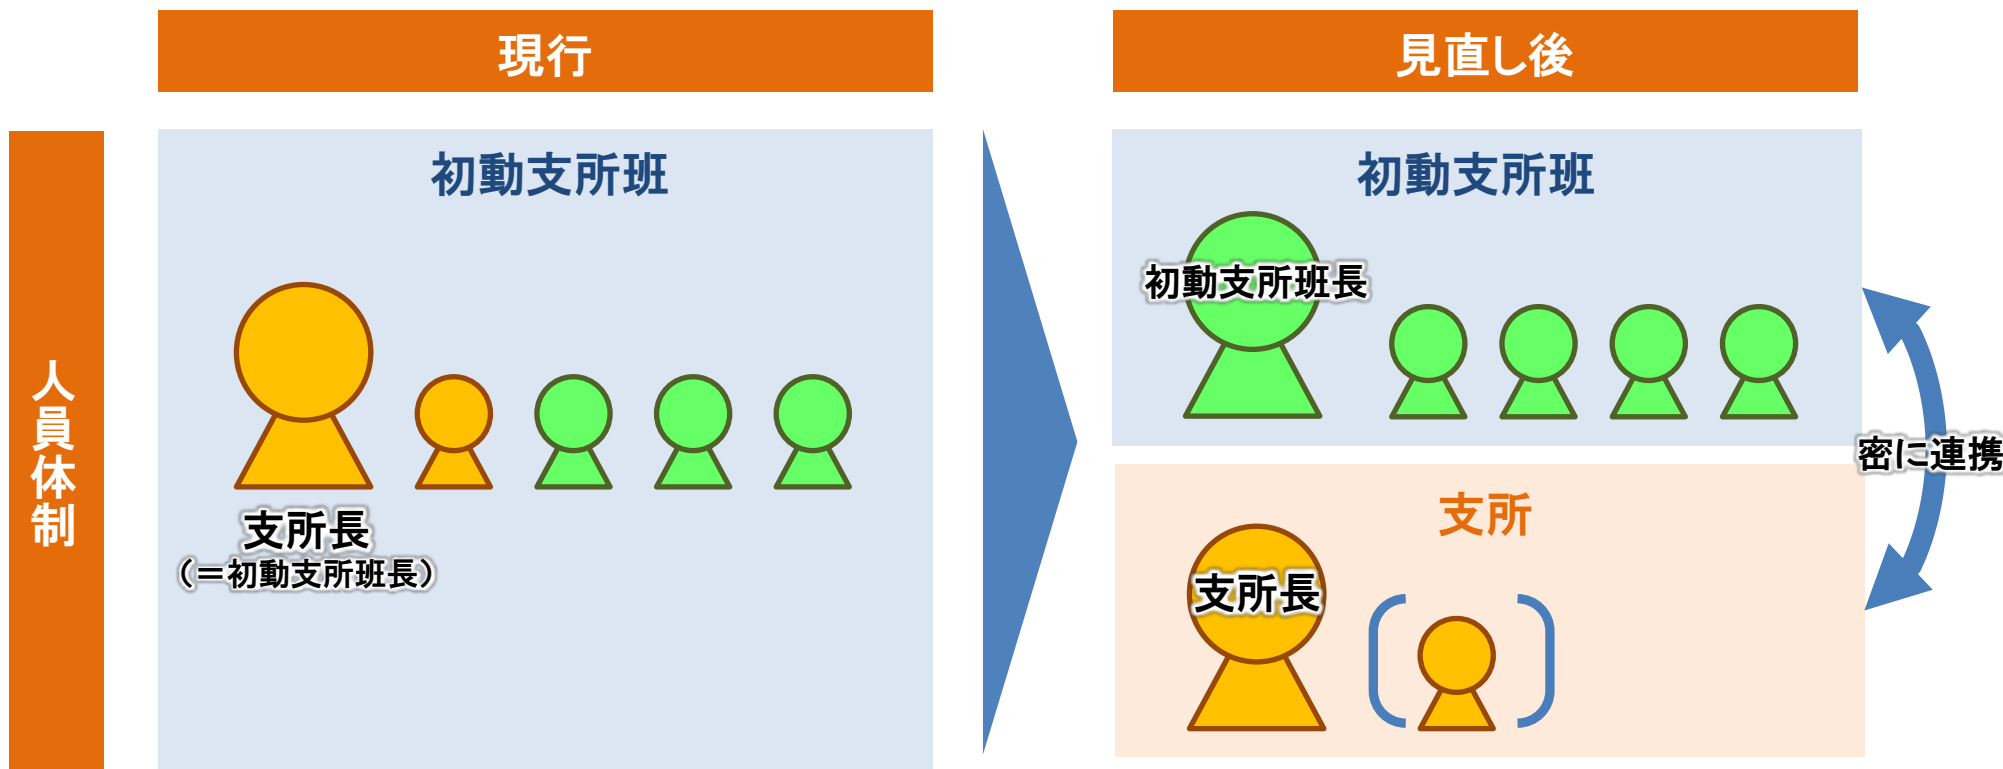 現行
見直し後
人員体制
初動支所班
支所長
（＝初動支所班長）
初動支所班
初動支所班長
密に連携
支所
支所長